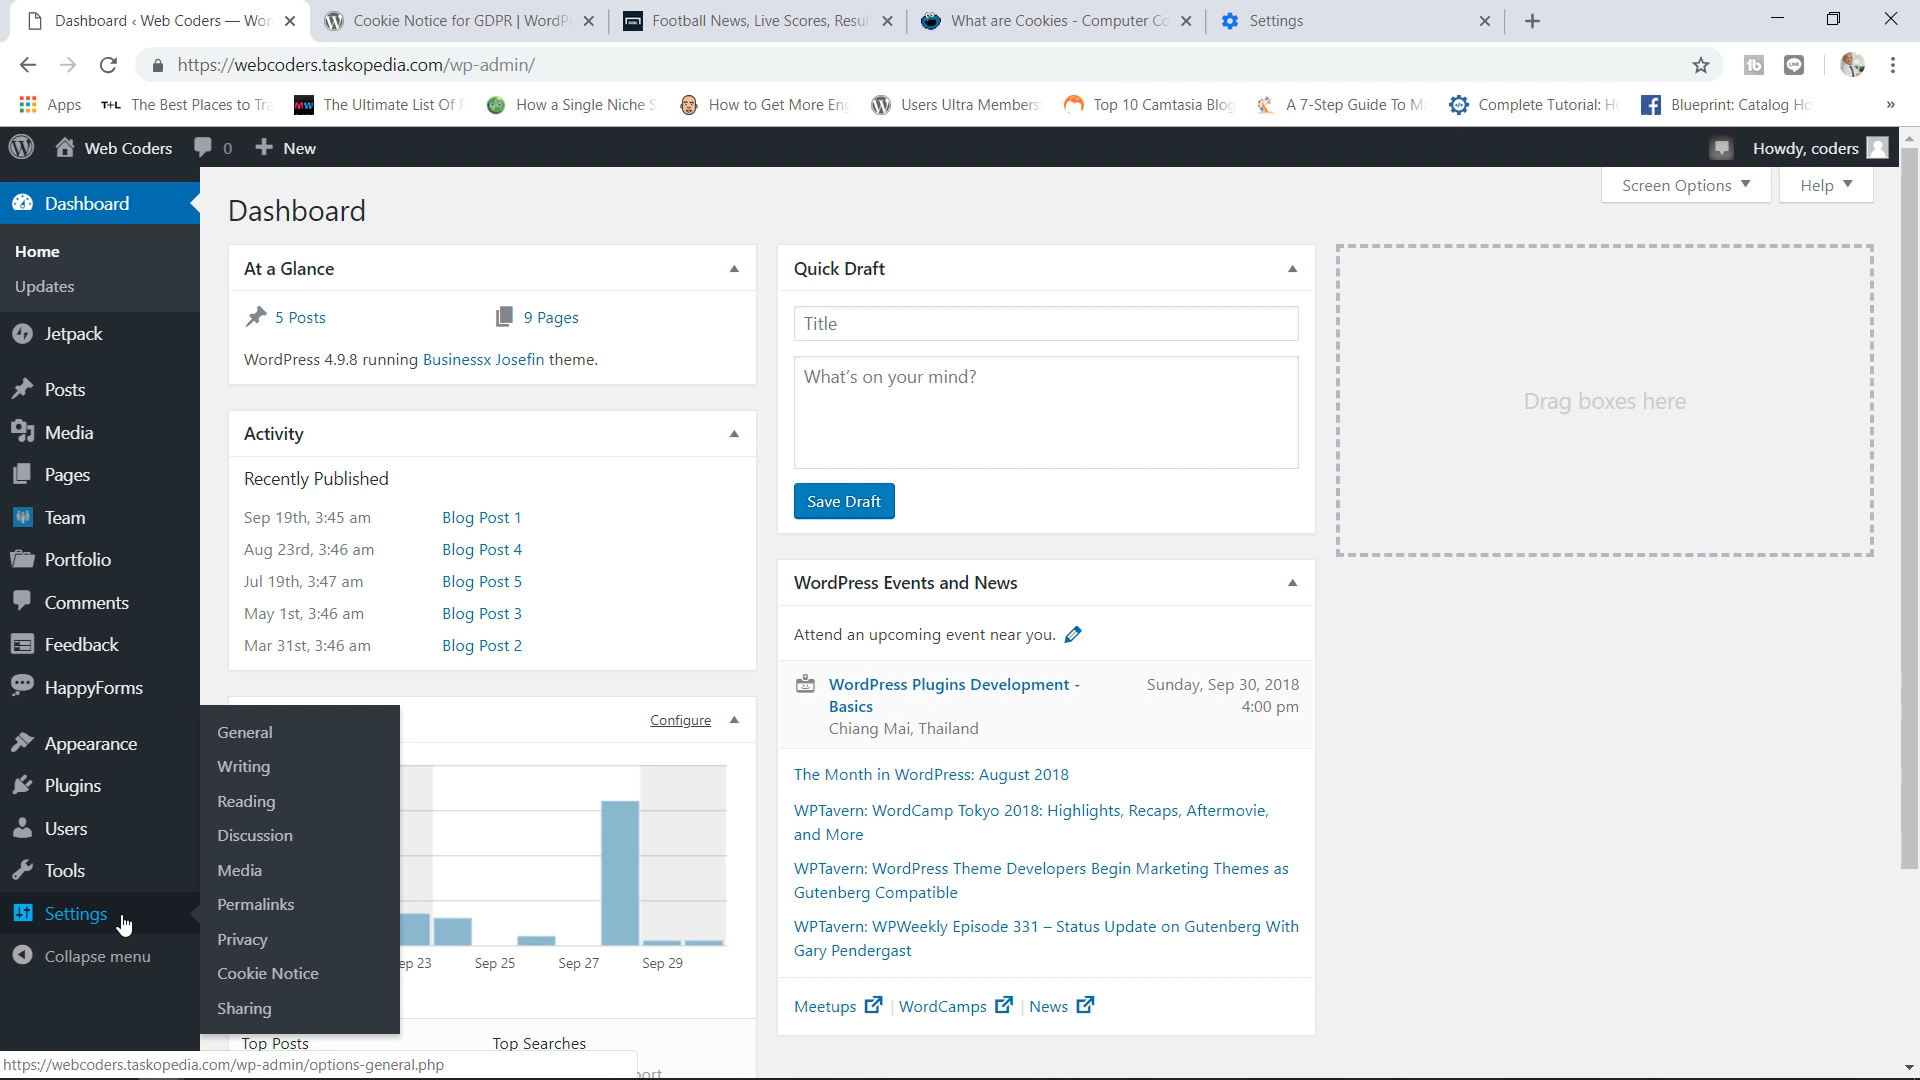 Dashboard ‹ Web Coders — Wor
Cookie Notice for GDPR | WordP
Football News, Live Scores, Resul
What are Cookies - Computer Co
Settings
https://webcoders.taskopedia.com/wp-admin/
Apps
T+L The Best Places to Tra
MW The Ultimate List Of F
How a Single Niche S
How to Get More En
Users Ultra Members
Top 10 Camtasia Blog
A 7-Step Guide To M
Complete Tutorial: H
Blueprint: Catalog Ho
»
Web Coders
0
New
Howdy, coders
Dashboard
Home
Updates
Jetpack
Posts
Media
Pages
Team
Portfolio
Comments
Feedback
HappyForms
Appearance
Plugins
Users
Tools
Settings
Collapse menu
General
Writing
Reading
Discussion
Media
Permalinks
Privacy
Cookie Notice
Sharing
Screen Options
Help
Dashboard
At a Glance
5 Posts
9 Pages
WordPress 4.9.8 running Businessx Josefin theme.
Activity
Recently Published
Sep 19th, 3:45 am Blog Post 1
Aug 23rd, 3:46 am Blog Post 4
Jul 19th, 3:47 am Blog Post 5
May 1st, 3:46 am Blog Post 3
Mar 31st, 3:46 am Blog Post 2
Configure
ep 23 Sep 25 Sep 27 Sep 29
Top Posts Top Searches
port
Quick Draft
Title
What's on your mind?
Save Draft
WordPress Events and News
Attend an upcoming event near you.
WordPress Plugins Development - Sunday, Sep 30, 2018
Basics 4:00 pm
Chiang Mai, Thailand
The Month in WordPress: August 2018
WPTavern: WordCamp Tokyo 2018: Highlights, Recaps, Aftermovie,
and More
WPTavern: WordPress Theme Developers Begin Marketing Themes as
Gutenberg Compatible
WPTavern: WPWeekly Episode 331 – Status Update on Gutenberg With
Gary Pendergast
Meetups | WordCamps | News
Drag boxes here
https://webcoders.taskopedia.com/wp-admin/options-general.php